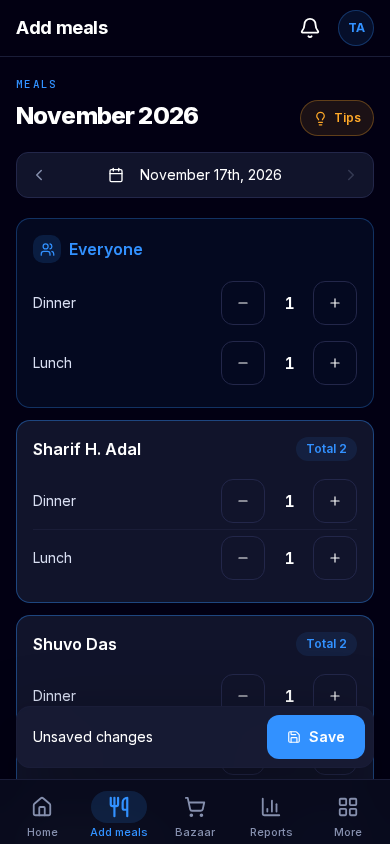 Add meals
TA
MEALS
November 2026
Tips
November 17th, 2026
Everyone
Dinner
1
Lunch
1
Sharif H. Adal
Total 2
Dinner
1
Lunch
1
Shuvo Das
Total 2
Dinner
1
Unsaved changes
Save
Home
Add meals
Bazaar
Reports
More